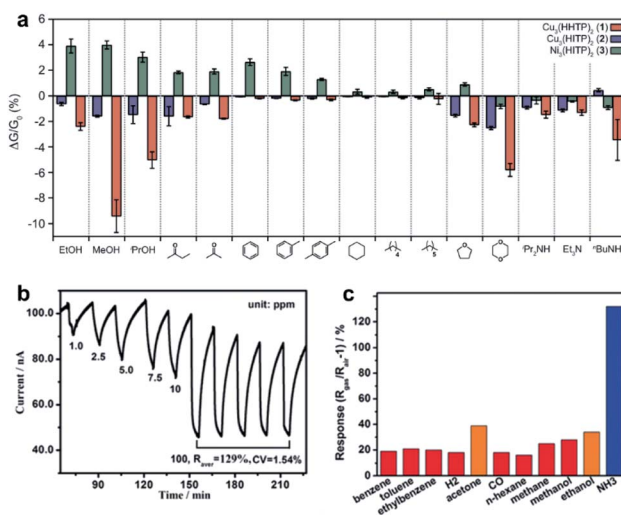 a
Cu₃(HHTP)₂ (1)
Cu₃(HITP)₂ (2)
Ni₃(HITP)₂ (3)
ΔG/G₀ (%)
6
4
2
0
-2
-4
-6
-8
-10
EtOH MeOH ⁱPrOH O O 4 5 O O O ⁱPr₂NH Et₃N ⁿBuNH₂
b
unit: ppm
Current / nA
100.0
80.0
60.0
40.0
1.0
2.5
5.0
7.5
10
100, Raver=129%, CV=1.54%
90 120 150 180 210
Time / min
c
Response (Rgas/Rair-1) / %
120
100
80
60
40
20
0
benzene toluene ethylbenzene H2 acetone CO n-hexane methane methanol ethanol NH3